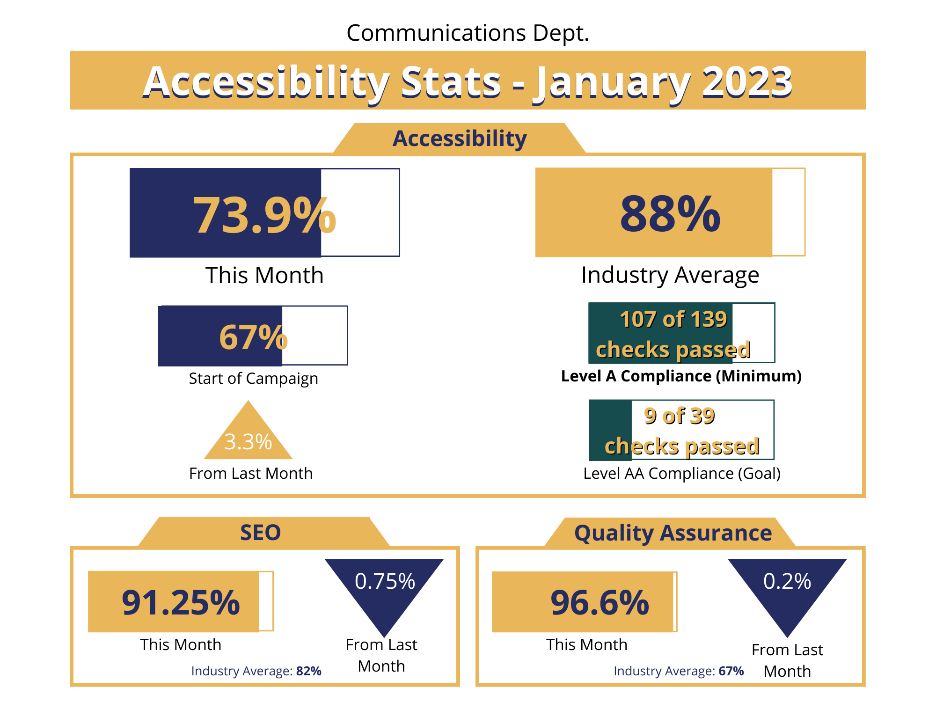 Communications Dept.
Accessibility Stats - January 2023
Accessibility
73.9%
This Month
67%
Start of Campaign
3.3%
From Last Month
88%
Industry Average
107 of 139
checks passed
Level A Compliance (Minimum)
9 of 39
checks passed
Level AA Compliance (Goal)
SEO
91.25%
This Month
0.75%
From Last
Month
Industry Average: 82%
Quality Assurance
96.6%
This Month
0.2%
From Last
Month
Industry Average: 67%